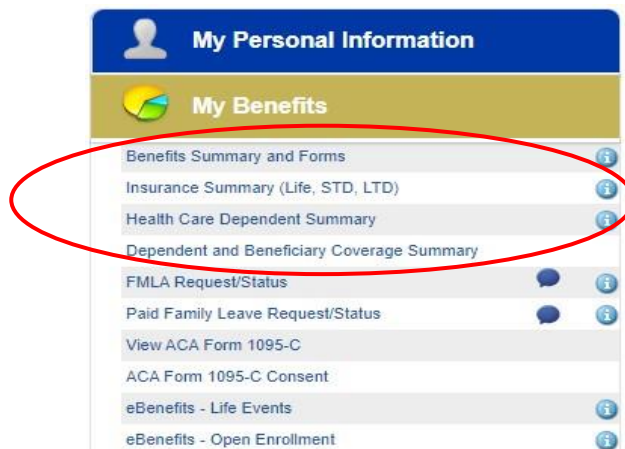 My Personal Information
My Benefits
Benefits Summary and Forms
Insurance Summary (Life, STD, LTD)
Health Care Dependent Summary
Dependent and Beneficiary Coverage Summary
FMLA Request/Status
Paid Family Leave Request/Status
View ACA Form 1095-C
ACA Form 1095-C Consent
eBenefits - Life Events
eBenefits - Open Enrollment